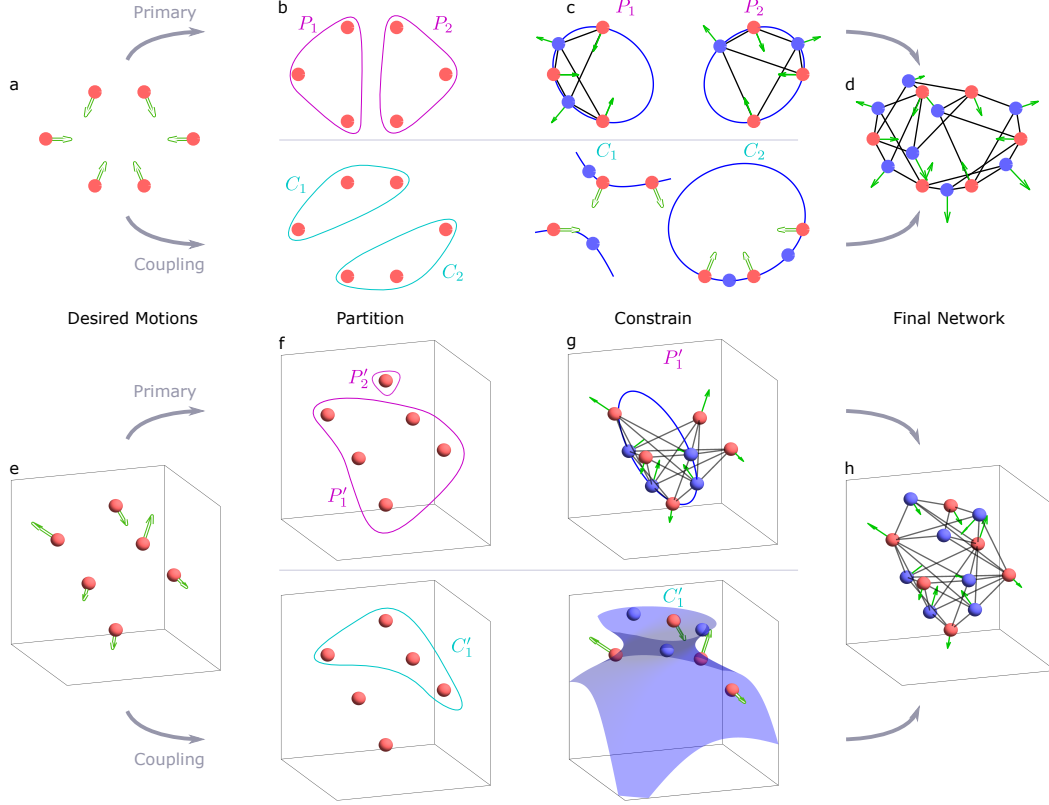 Primary
b
P₁
P₂
c
P₁
P₂
a
d
C₁
C₂
C₁
C₂
Coupling
Desired Motions
Partition
Constrain
Final Network
f
g
Primary
P′₂
P′₁
P′₁
e
h
C′₁
C′₁
Coupling